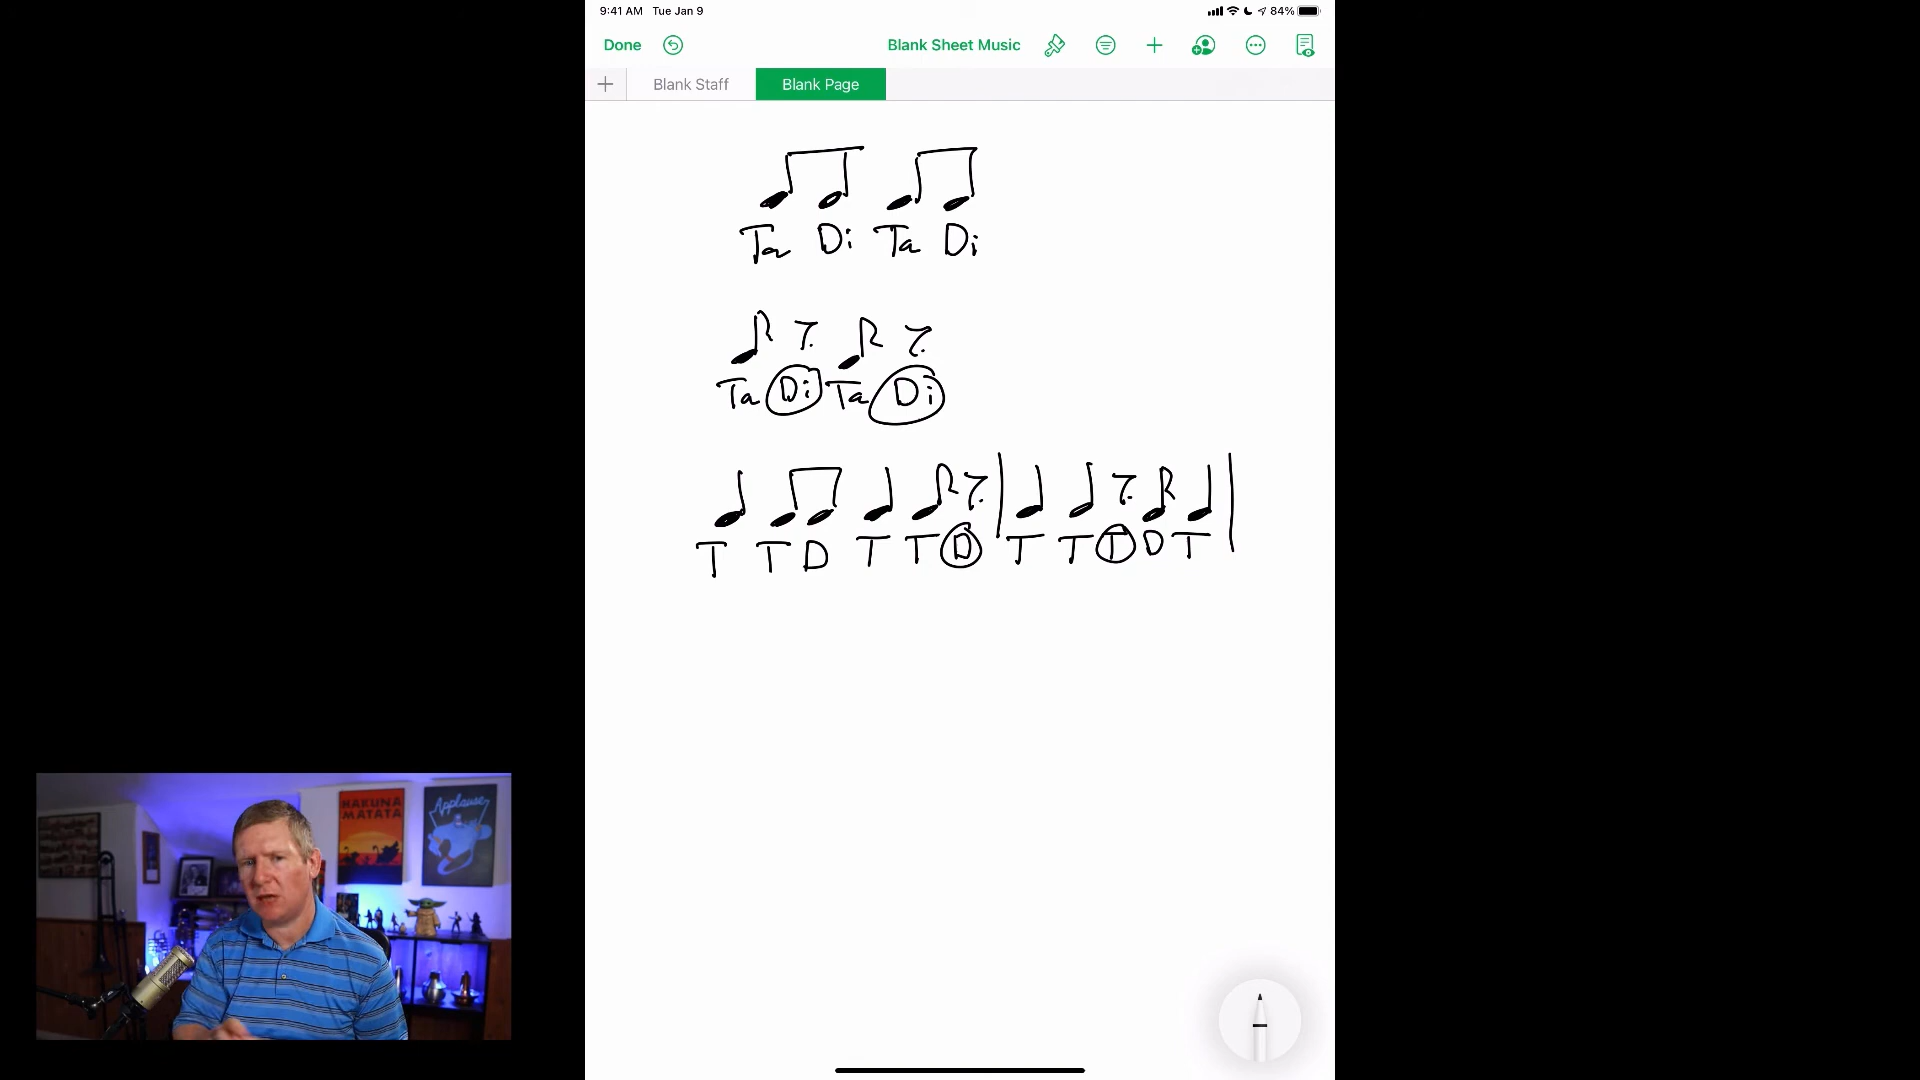 9:41 AM Tue Jan 9 84%
Done Blank Sheet Music
Blank Staff Blank Page
Ta Di Ta Di
Ta Di Ta Di
T T D T T D T T T D T
HAKUNA
MATATA
Applause